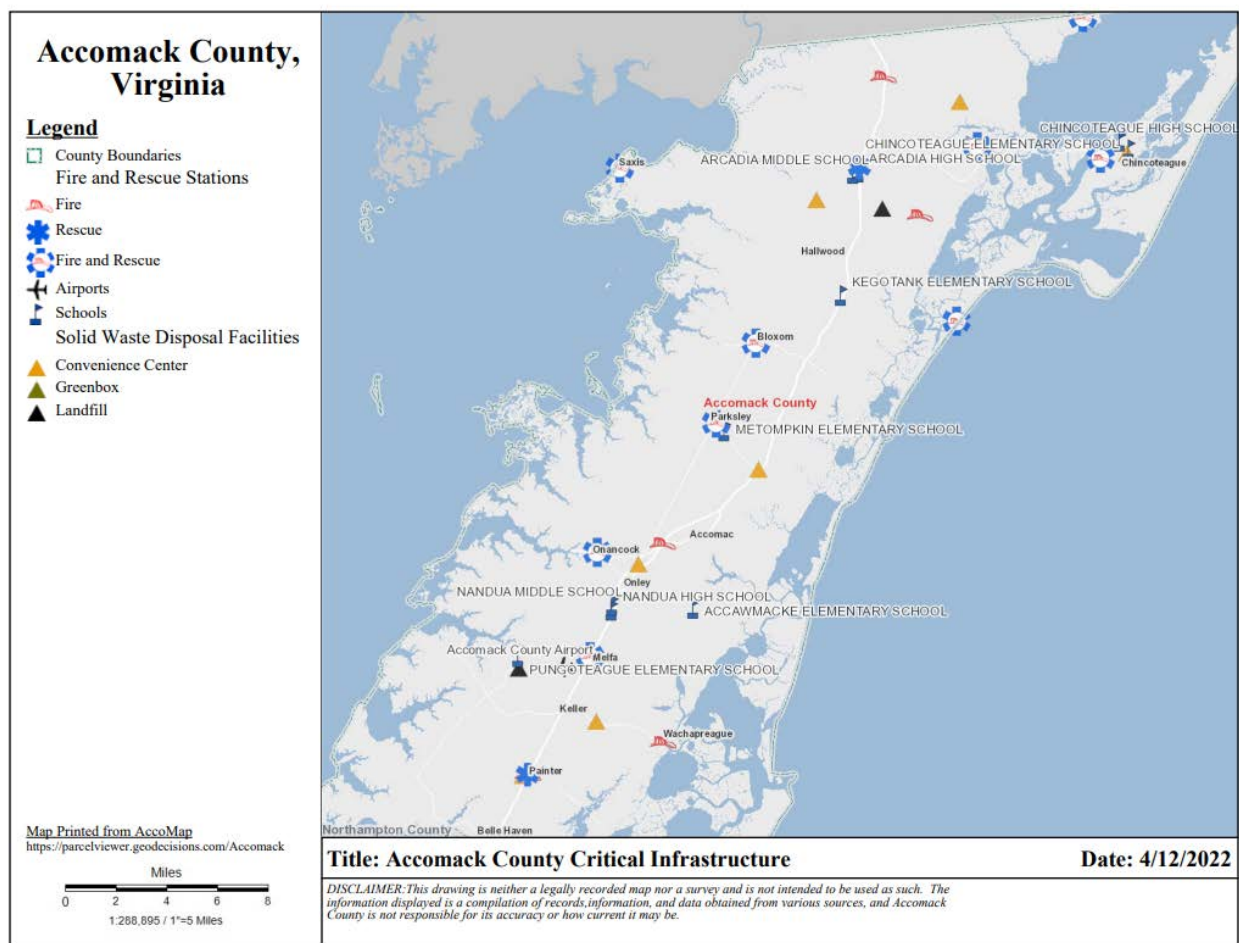 Accomack County,
Virginia
Legend
County Boundaries
Fire and Rescue Stations
Fire
Rescue
Fire and Rescue
Airports
Schools
Solid Waste Disposal Facilities
Convenience Center
Greenbox
Landfill
Map Printed from AccoMap
https://parcelviewer.geodecisions.com/Accomack
Miles
0 2 4 6 8
1:288,895 / 1"=5 Miles
CHINCOTEAGUE HIGH SCHOOL
CHINCOTEAGUE ELEMENTARY SCHOOL
Saxis
ARCADIA MIDDLE SCHOOL
ARCADIA HIGH SCHOOL
Chincoteague
Hallwood
KEGOTANK ELEMENTARY SCHOOL
Bloxom
Accomack County
Parksley
METOMPKIN ELEMENTARY SCHOOL
Accomac
Onancock
Onley
NANDUA MIDDLE SCHOOL
NANDUA HIGH SCHOOL
ACCAWMACKE ELEMENTARY SCHOOL
Accomack County Airport
Melfa
PUNGOTEAGUE ELEMENTARY SCHOOL
Keller
Wachapreague
Painter
Northampton County
Belle Haven
Title: Accomack County Critical Infrastructure
Date: 4/12/2022
DISCLAIMER:This drawing is neither a legally recorded map nor a survey and is not intended to be used as such. The
information displayed is a compilation of records,information, and data obtained from various sources, and Accomack
County is not responsible for its accuracy or how current it may be.